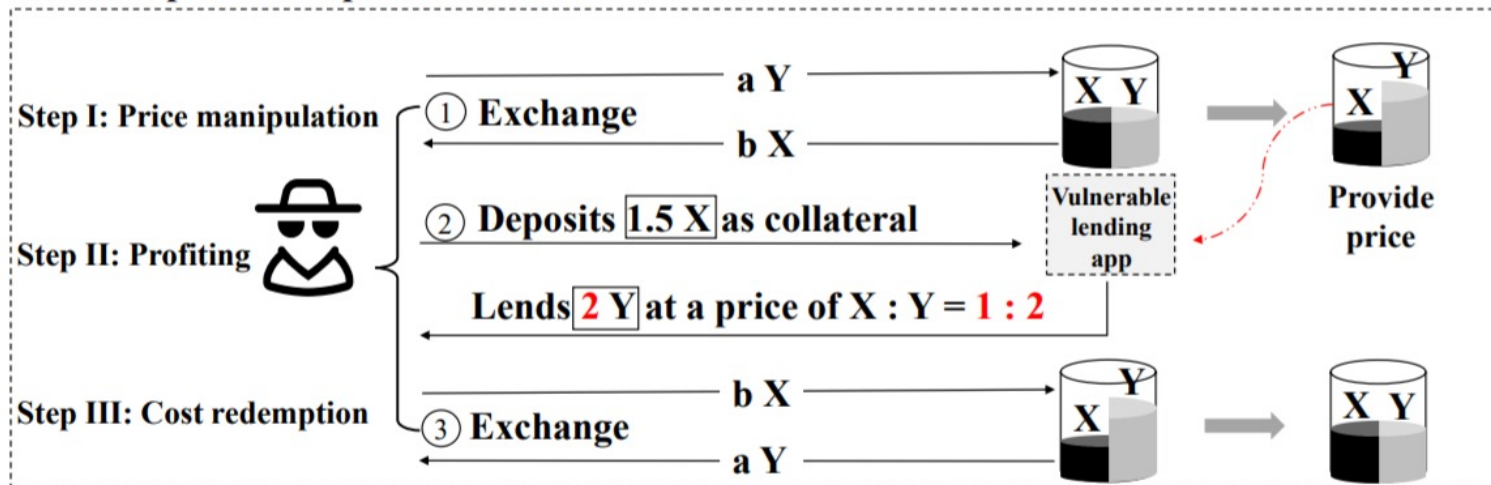 a Y
X Y
Y
X
Step I: Price manipulation
① Exchange
b X
② Deposits 1.5 X as collateral
Vulnerable
lending
app
Provide
price
Step II: Profiting
Lends 2 Y at a price of X : Y = 1 : 2
b X
Y
X
X Y
Step III: Cost redemption
③ Exchange
a Y